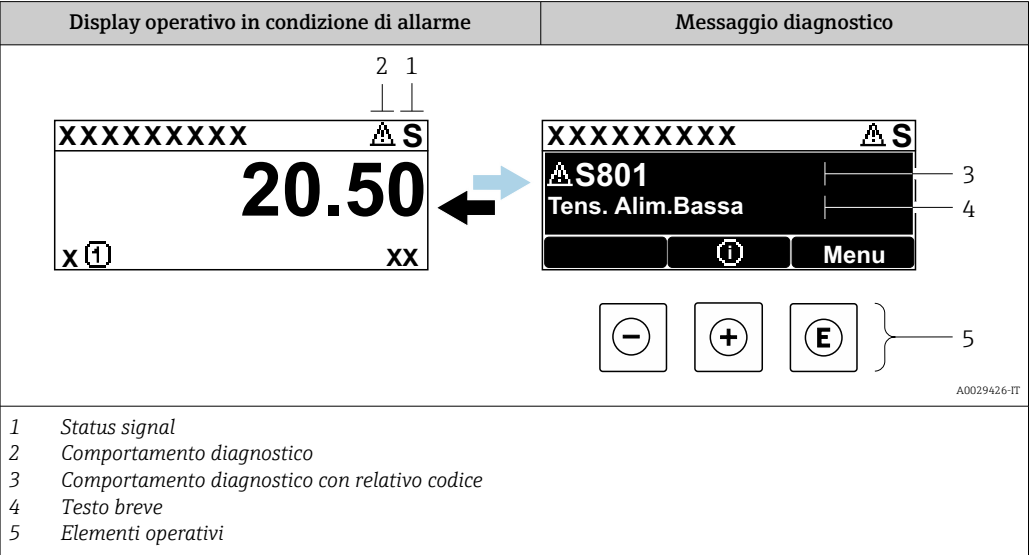 Display operativo in condizione di allarme
Messaggio diagnostico
2 1
XXXXXXXXX S
20.50
x 1 xx
XXXXXXXXX S
S801
3
Tens. Alim.Bassa
4
i Menu
- + E
5
A0029426-IT
1 Status signal
2 Comportamento diagnostico
3 Comportamento diagnostico con relativo codice
4 Testo breve
5 Elementi operativi